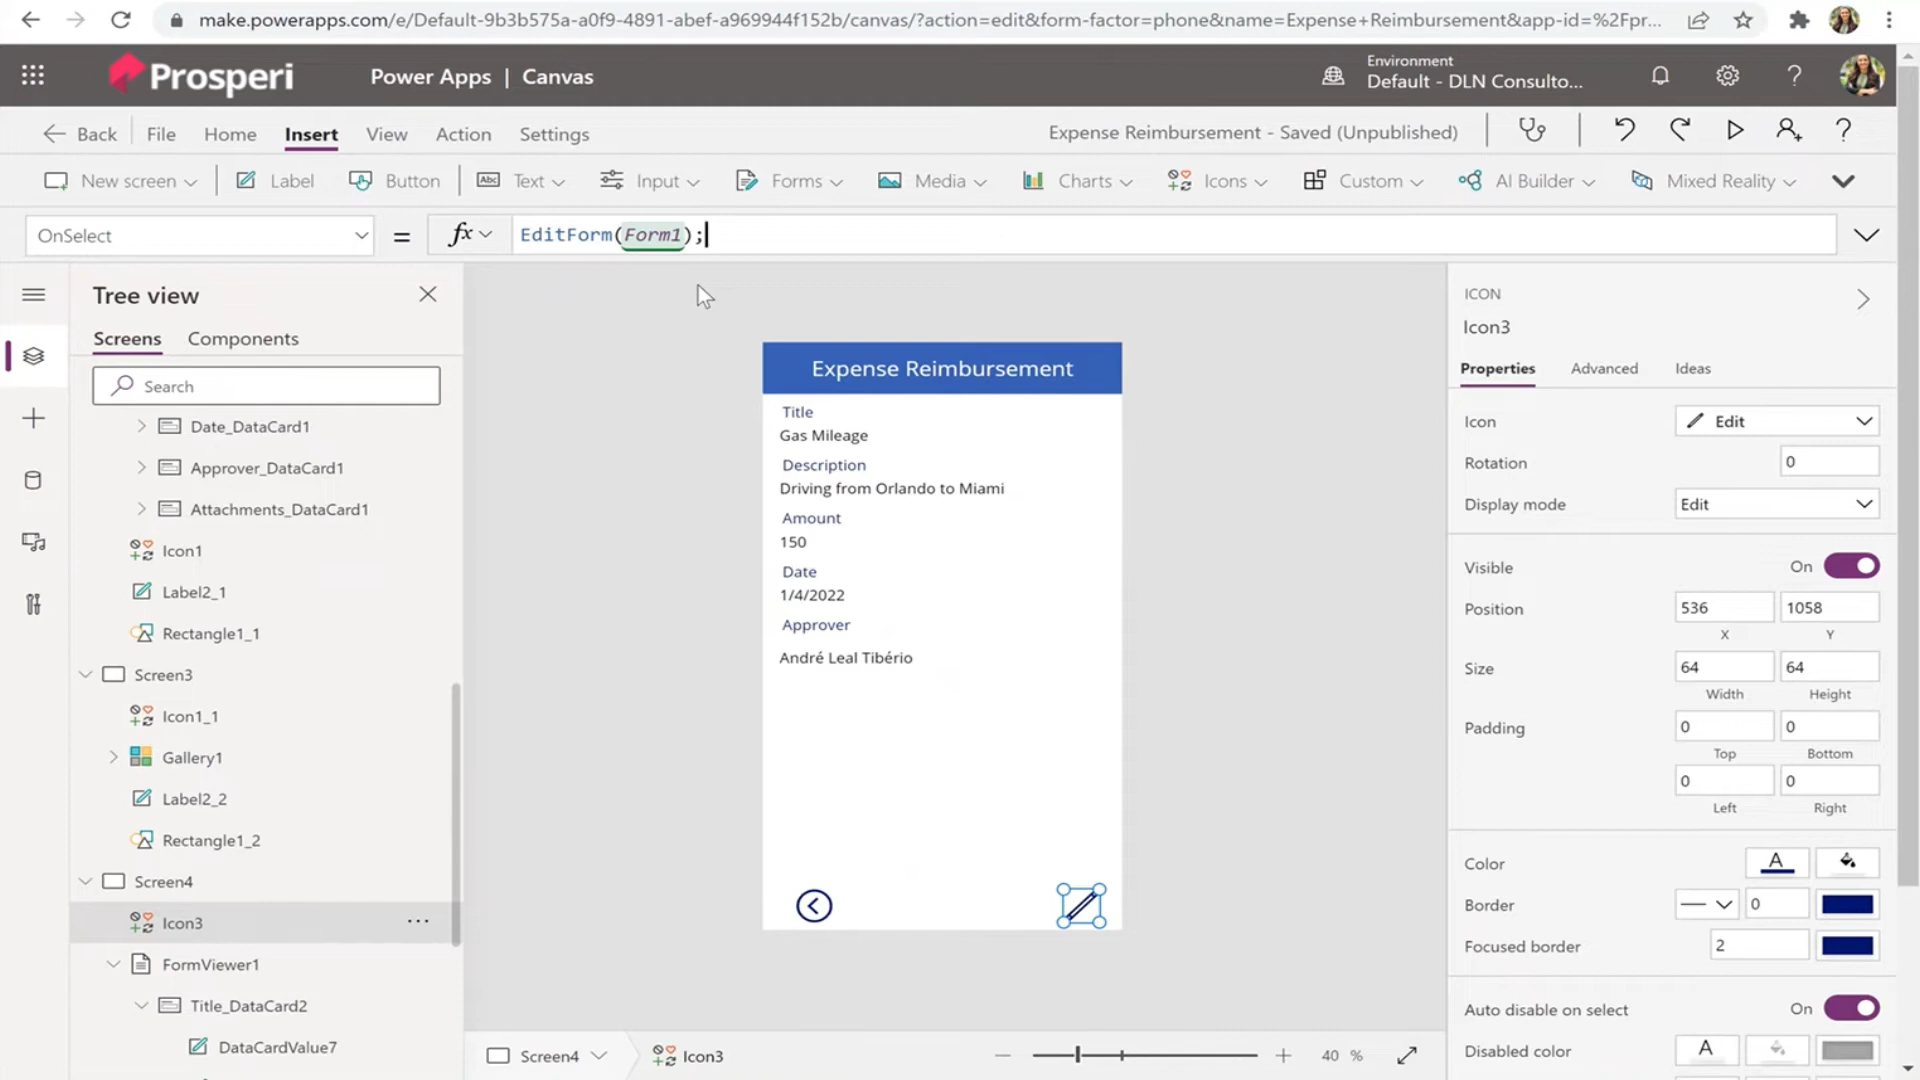 make.powerapps.com/e/Default-9b3b575a-a0f9-4891-abef-a969944f152b/canvas/?action=edit&form-factor=phone&name=Expense+Reimbursement&app-id=%2Fpr...
Prosperi
Power Apps | Canvas
Environment
Default - DLN Consulto...
?
Back
File
Home
Insert
View
Action
Settings
Expense Reimbursement - Saved (Unpublished)
?
New screen
Label
Button
Abc Text
Input
Forms
Media
Charts
Icons
Custom
AI Builder
Mixed Reality
OnSelect
=
fx
EditForm(Form1);
Tree view
Screens
Components
Search
Date_DataCard1
Approver_DataCard1
Attachments_DataCard1
Icon1
Label2_1
Rectangle1_1
Screen3
Icon1_1
Gallery1
Label2_2
Rectangle1_2
Screen4
Icon3
...
FormViewer1
Title_DataCard2
DataCardValue7
Expense Reimbursement
Title
Gas Mileage
Description
Driving from Orlando to Miami
Amount
150
Date
1/4/2022
Approver
André Leal Tibério
Screen4
Icon3
40 %
ICON
Icon3
Properties
Advanced
Ideas
Icon
Edit
Rotation
0
Display mode
Edit
Visible
On
Position
536
1058
X
Y
Size
64
64
Width
Height
Padding
0
0
Top
Bottom
0
0
Left
Right
Color
A
Border
0
Focused border
2
Auto disable on select
On
Disabled color
A